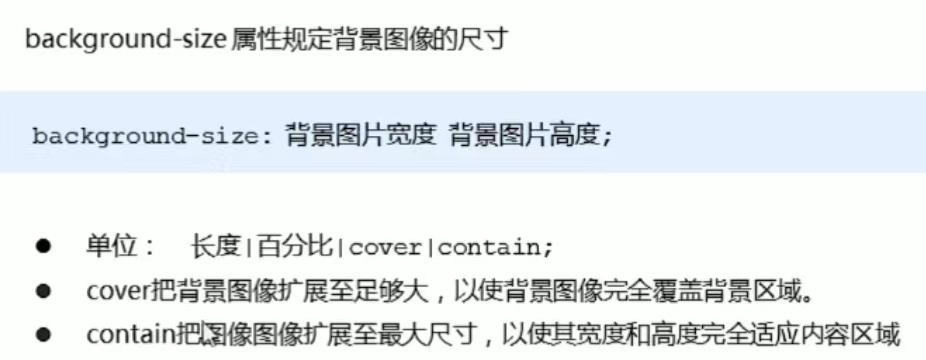 background-size 属性规定背景图像的尺寸
background-size: 背景图片宽度 背景图片高度;
● 单位： 长度|百分比|cover|contain;
● cover把背景图像扩展至足够大，以使背景图像完全覆盖背景区域。
● contain把图像图像扩展至最大尺寸，以使其宽度和高度完全适应内容区域